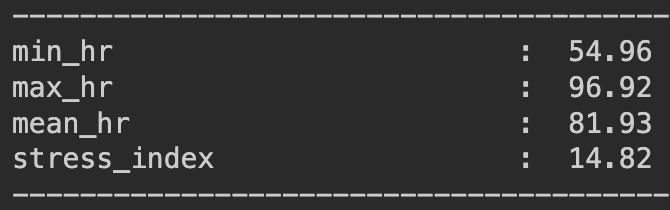 ----------------------------------------
min_hr                         :  54.96
max_hr                         :  96.92
mean_hr                        :  81.93
stress_index                   :  14.82
----------------------------------------